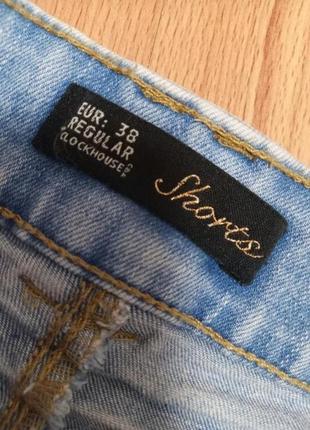 EUR. 38
REGULAR
CLOCKHOUSE
Shorts